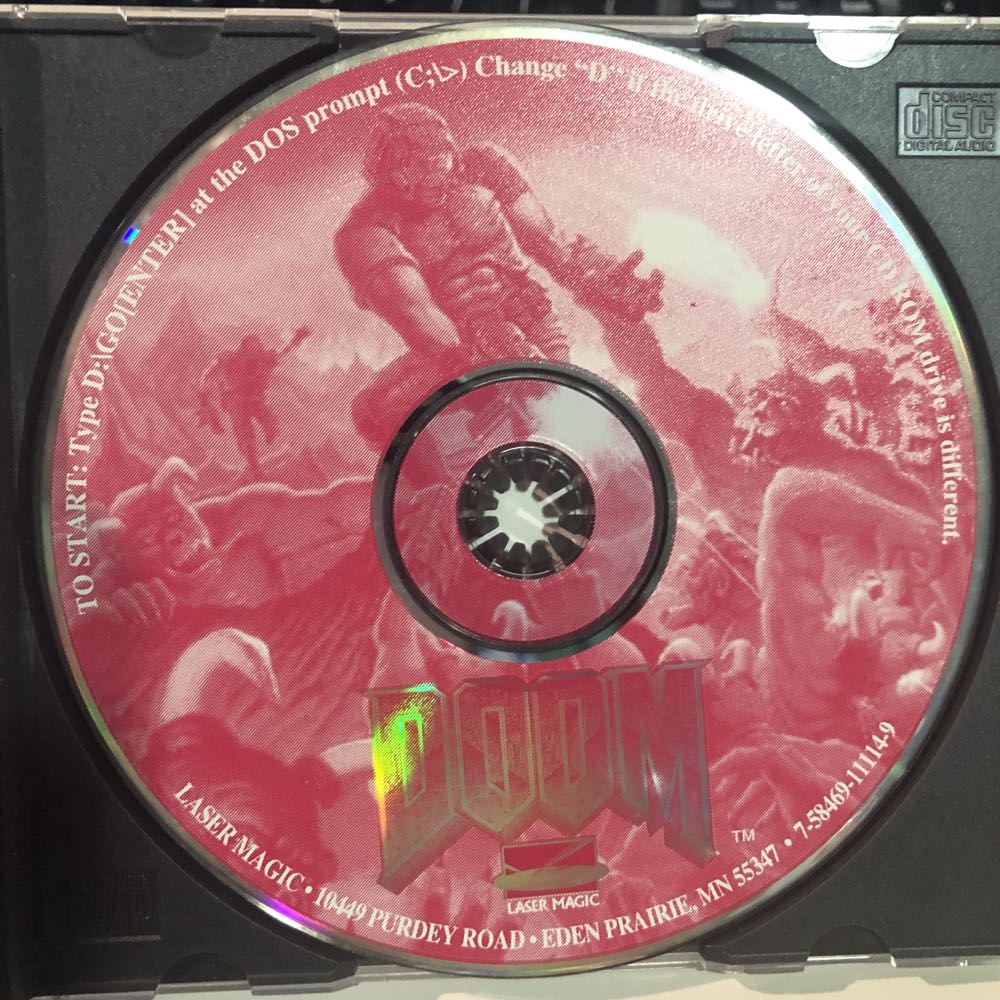 TO START: Type D:\GO[ENTER] at the DOS prompt (C;\>) Change "D" if the drive letter of your CD-ROM drive is different.
COMPACT
disc
DIGITAL AUDIO
DOOM
TM
LASER MAGIC
LASER MAGIC • 10449 PURDEY ROAD • EDEN PRAIRIE, MN 55347 • 7-58469-11114-9